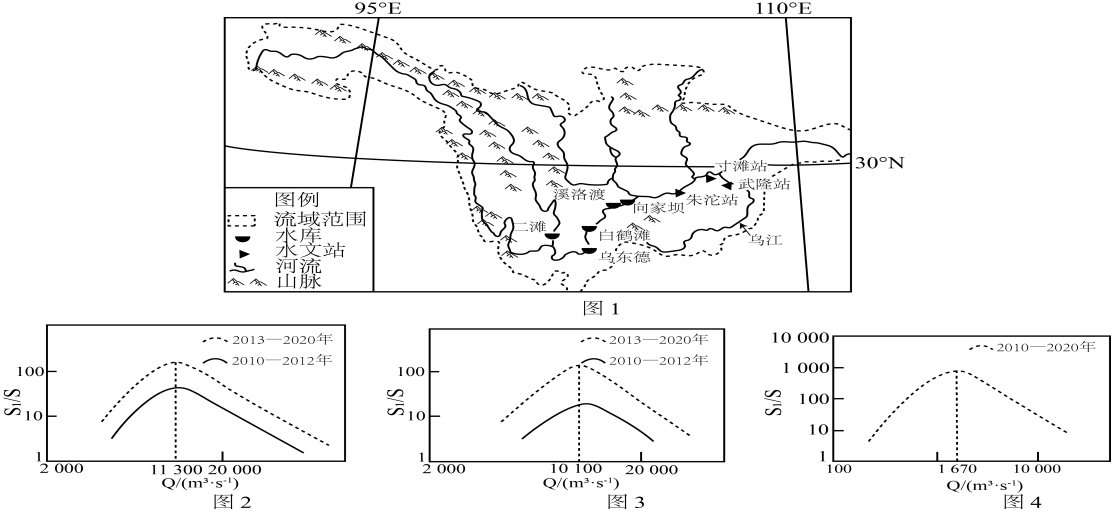 95°E
110°E
30°N
寸滩站
武隆站
溪洛渡
向家坝
朱沱站
二滩
白鹤滩
乌江
乌东德
图例
流域范围
水库
水文站
河流
山脉
图1
2013—2020年
2010—2012年
S₁/S
100
10
1
2 000
11 300
20 000
Q/(m³·s⁻¹)
图2
2013—2020年
2010—2012年
S₁/S
100
10
1
2 000
10 100
20 000
Q/(m³·s⁻¹)
图3
2010—2020年
S₁/S
10 000
1 000
100
10
1
100
1 670
10 000
Q/(m³·s⁻¹)
图4